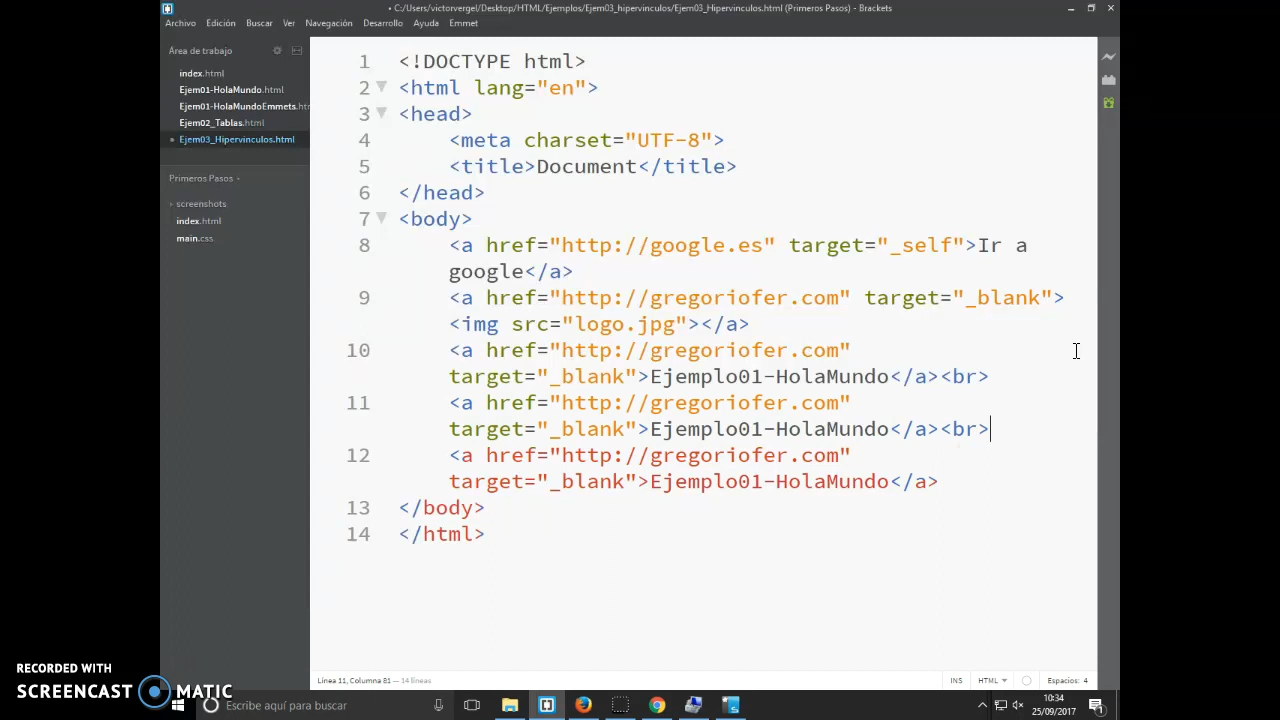 C:/Users/victorvergel/Desktop/HTML/Ejemplos/Ejem03_hipervinculos/Ejem03_Hipervinculos.html (Primeros Pasos) - Brackets
Archivo Edición Buscar Ver Navegación Desarrollo Ayuda Emmet
Área de trabajo
index.html
Ejem01-HolaMundo.html
Ejem01-HolaMundoEmmets.htm
Ejem02_Tablas.html
Ejem03_Hipervinculos.html
Primeros Pasos
screenshots
index.html
main.css
1 <!DOCTYPE html>
2 <html lang="en">
3 <head>
4 <meta charset="UTF-8">
5 <title>Document</title>
6 </head>
7 <body>
8 <a href="http://google.es" target="_self">Ir a
google</a>
9 <a href="http://gregoriofer.com" target="_blank">
<img src="logo.jpg"></a>
10 <a href="http://gregoriofer.com"
target="_blank">Ejemplo01-HolaMundo</a><br>
11 <a href="http://gregoriofer.com"
target="_blank">Ejemplo01-HolaMundo</a><br>
12 <a href="http://gregoriofer.com"
target="_blank">Ejemplo01-HolaMundo</a>
13 </body>
14 </html>
Línea 11, Columna 81 — 14 líneas
INS HTML Espacios: 4
RECORDED WITH
SCREENCAST MATIC
Escribe aquí para buscar
10:34
25/09/2017
1